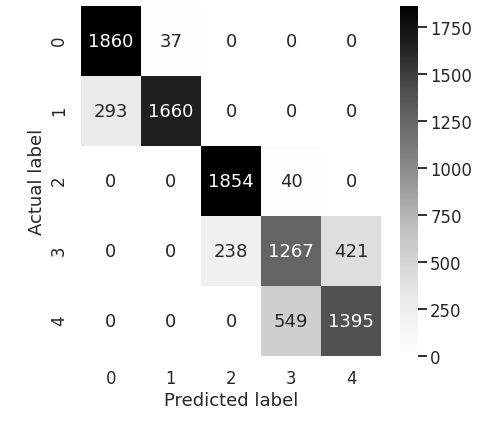 0 1860 37 0 0 0
1 293 1660 0 0 0
2 0 0 1854 40 0
3 0 0 238 1267 421
4 0 0 0 549 1395
0 1 2 3 4
Predicted label
Actual label
1750
1500
1250
1000
750
500
250
0